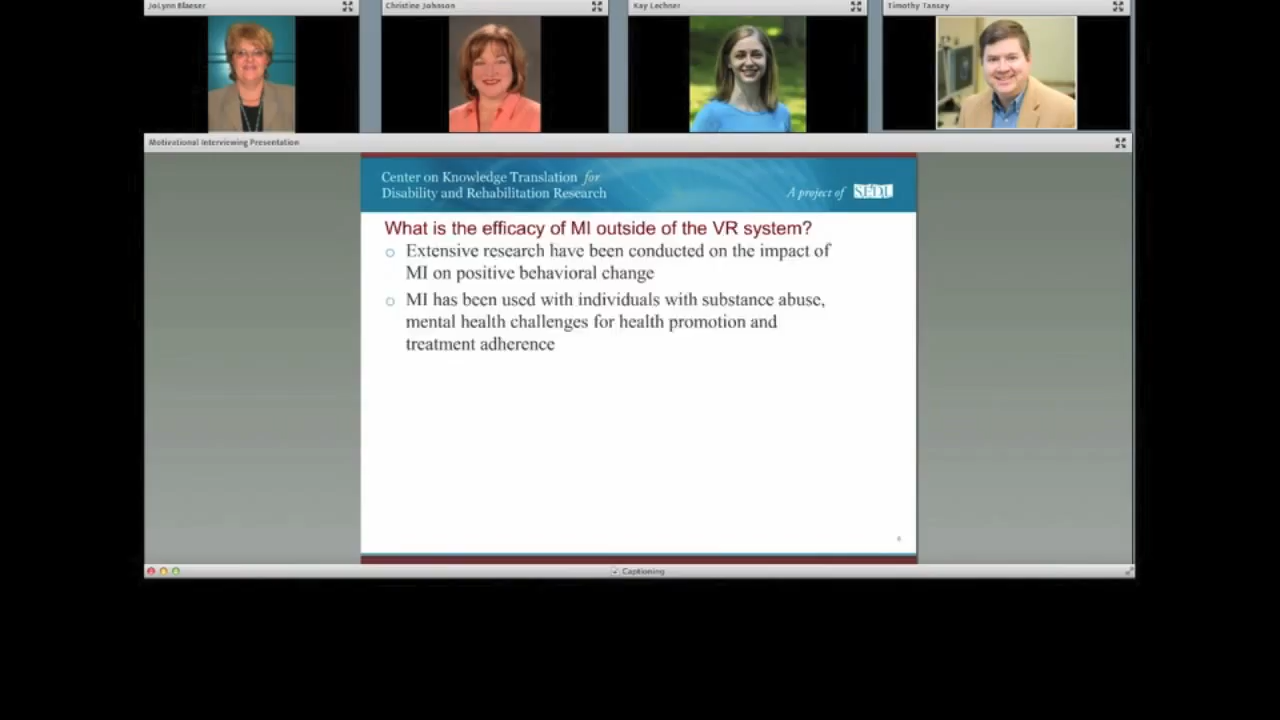 JoLynn Blaeser
Christine Johnson
Kay Lechner
Timothy Tansey
Motivational Interviewing Presentation
Center on Knowledge Translation for
Disability and Rehabilitation Research
A project of SEDL
What is the efficacy of MI outside of the VR system?
Extensive research have been conducted on the impact of
MI on positive behavioral change
MI has been used with individuals with substance abuse,
mental health challenges for health promotion and
treatment adherence
Captioning